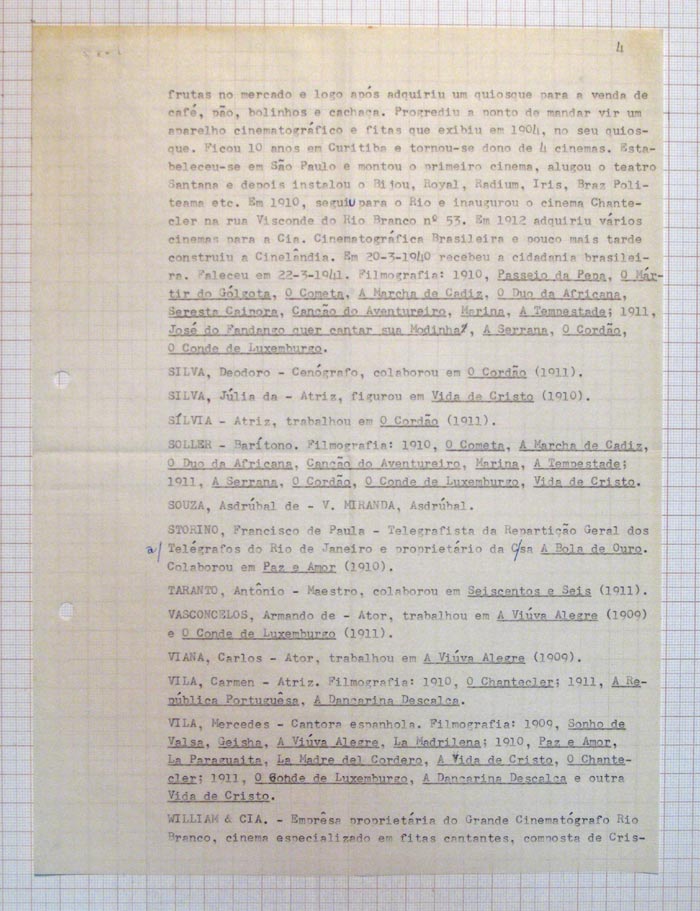 4
frutas no mercado e logo após adquiriu um quiosque para a venda de
café, pão, bolinhos e cachaça. Progrediu a ponto de mandar vir um
aparelho cinematográfico e fitas que exibiu em 1904, no seu quios-
que. Ficou 10 anos em Curitiba e tornou-se dono de 4 cinemas. Esta-
beleceu-se em São Paulo e montou o primeiro cinema, alugou o teatro
Santana e depois instalou o Bijou, Royal, Radium, Iris, Braz Poli-
teama etc. Em 1910, seguiu para o Rio e inaugurou o cinema Chante-
cler na rua Visconde do Rio Branco nº 53. Em 1912 adquiriu vários
cinemas para a Cia. Cinematográfica Brasileira e pouco mais tarde
construiu a Cinelândia. Em 20-3-1940 recebeu a cidadania brasilei-
ra. Faleceu em 22-3-1941. Filmografia: 1910, Passeio da Pena, O Már-
tir do Gólgota, O Cometa, A Marcha de Cadiz, O Duo da Africana,
Seresta Caipora, Canção do Aventureiro, Marina, A Tempestade; 1911,
José do Fandango quer cantar sua Modinha, A Serrana, O Cordão,
O Conde de Luxemburgo.
SILVA, Deodoro - Cenógrafo, colaborou em O Cordão (1911).
SILVA, Júlia da - Atriz, figurou em Vida de Cristo (1910).
SÍLVIA - Atriz, trabalhou em O Cordão (1911).
SOLLER - Barítono. Filmografia: 1910, O Cometa, A Marcha de Cadiz,
O Duo da Africana, Canção do Aventureiro, Marina, A Tempestade;
1911, A Serrana, O Cordão, O Conde de Luxemburgo, Vida de Cristo.
SOUZA, Asdrúbal de - V. MIRANDA, Asdrúbal.
STORINO, Francisco de Paula - Telegrafista da Repartição Geral dos
a/ Telégrafos do Rio de Janeiro e proprietário da C/sa A Bola de Ouro.
Colaborou em Paz e Amor (1910).
TARANTO, Antônio - Maestro, colaborou em Seiscentos e Seis (1911).
VASCONCELOS, Armando de - Ator, trabalhou em A Viúva Alegre (1909)
e O Conde de Luxemburgo (1911).
VIANA, Carlos - Ator, trabalhou em A Viúva Alegre (1909).
VILA, Carmen - Atriz. Filmografia: 1910, O Chantecler; 1911, A Re-
pública Portuguêsa, A Dançarina Descalça.
VILA, Mercedes - Cantora espanhola. Filmografia: 1909, Sonho de
Valsa, Geisha, A Viúva Alegre, La Madrilena; 1910, Paz e Amor,
La Paraguaita, La Madre del Cordero, A Vida de Cristo, O Chante-
cler; 1911, O Conde de Luxemburgo, A Dançarina Descalça e outra
Vida de Cristo.
WILLIAM & CIA. - Emprêsa proprietária do Grande Cinematógrafo Rio
Branco, cinema especializado em fitas cantantes, composta de Cris-